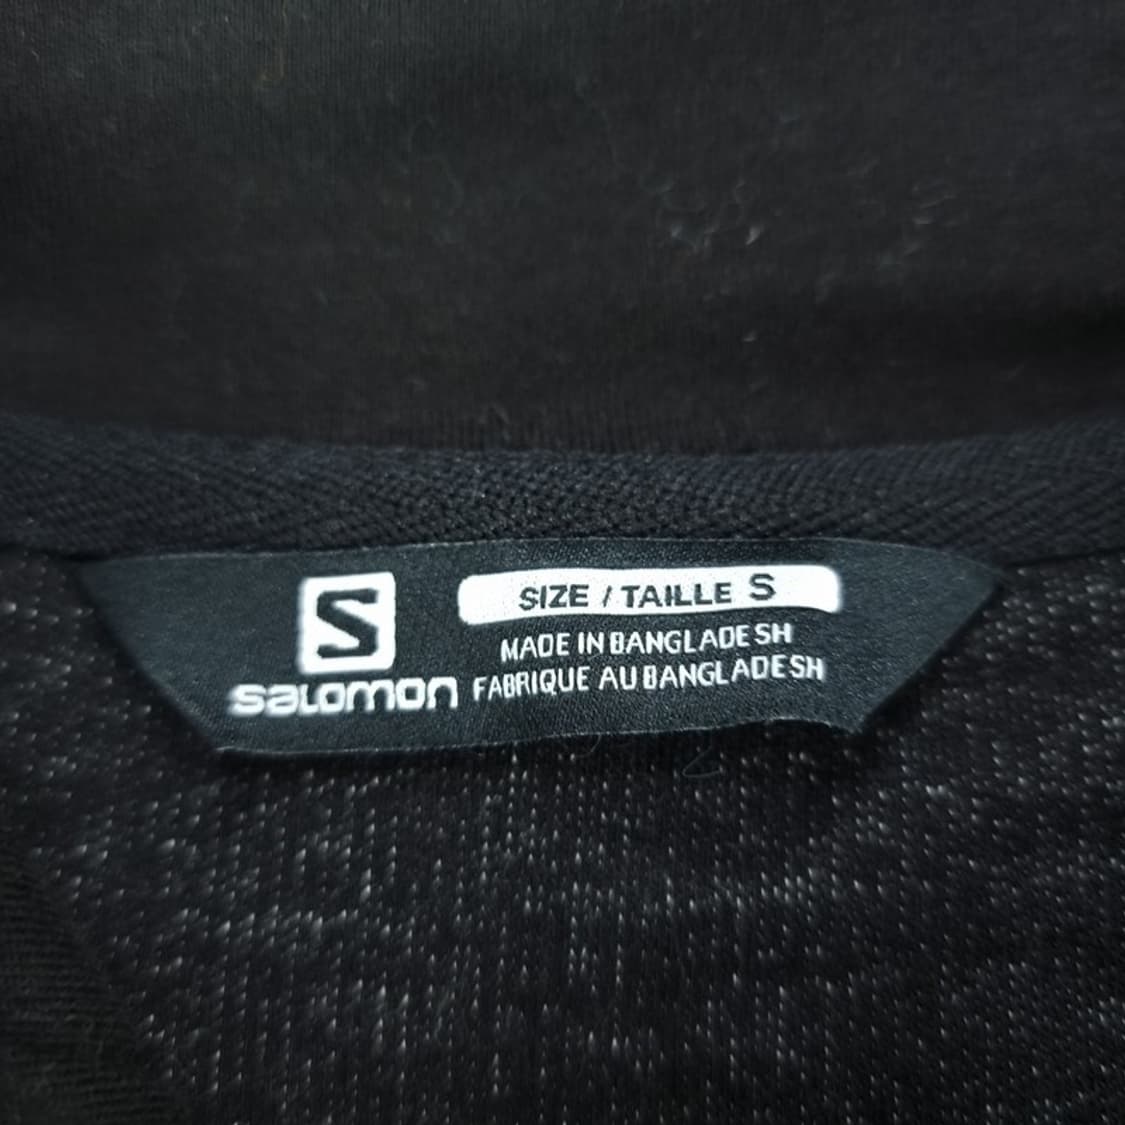 S
salomon
SIZE / TAILLE S
MADE IN BANGLADESH
FABRIQUE AU BANGLADESH